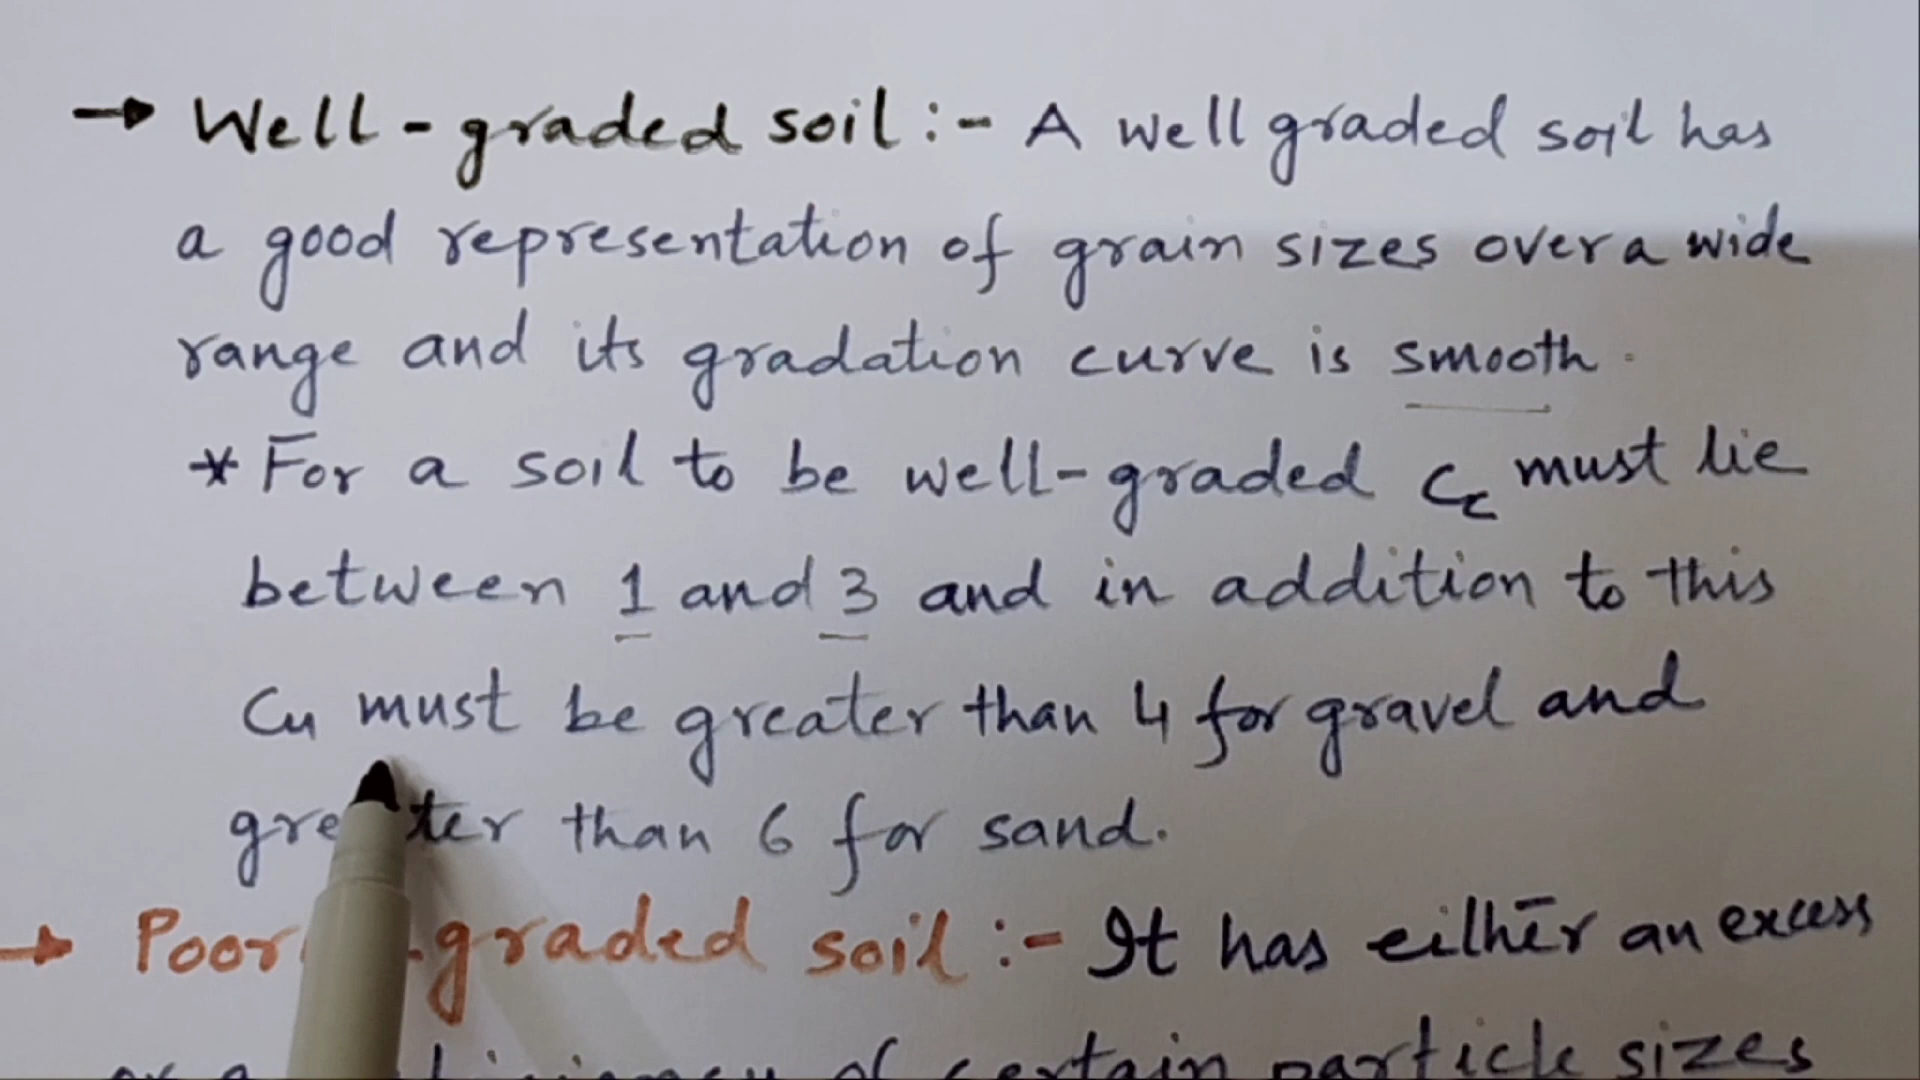 → Well-graded soil :- A well graded soil has
a good representation of grain sizes over a wide
range and its gradation curve is smooth.
* For a soil to be well-graded Cc must lie
between 1 and 3 and in addition to this
Cu must be greater than 4 for gravel and
greater than 6 for sand.
→ graded soil :- It has either an excess
of certain particle sizes